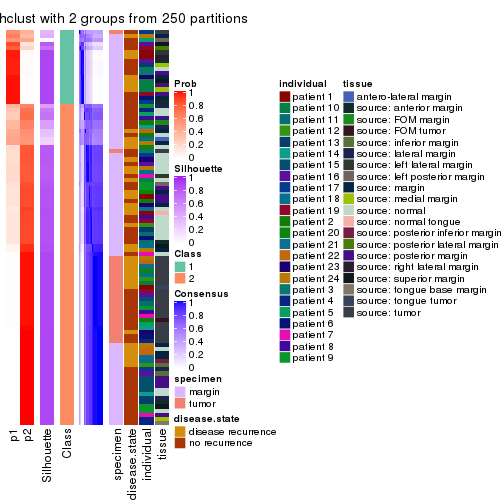 hclust with 2 groups from 250 partitions
Prob
1
0.8
0.6
0.4
0.2
0
Silhouette
1
0.8
0.6
0.4
0.2
0
Class
1
2
Consensus
1
0.8
0.6
0.4
0.2
0
specimen
margin
tumor
disease.state
disease recurrence
no recurrence
individual
patient 1
patient 10
patient 11
patient 12
patient 13
patient 14
patient 15
patient 16
patient 17
patient 18
patient 19
patient 2
patient 20
patient 21
patient 22
patient 23
patient 24
patient 3
patient 4
patient 5
patient 6
patient 7
patient 8
patient 9
tissue
antero-lateral margin
source: anterior margin
source: FOM margin
source: FOM tumor
source: inferior margin
source: lateral margin
source: left lateral margin
source: left posterior margin
source: margin
source: medial margin
source: normal
source: normal tongue
source: posterior inferior margin
source: posterior lateral margin
source: posterior margin
source: right lateral margin
source: superior margin
source: tongue base margin
source: tongue tumor
source: tumor
p1
p2
Silhouette
Class
specimen
disease.state
individual
tissue